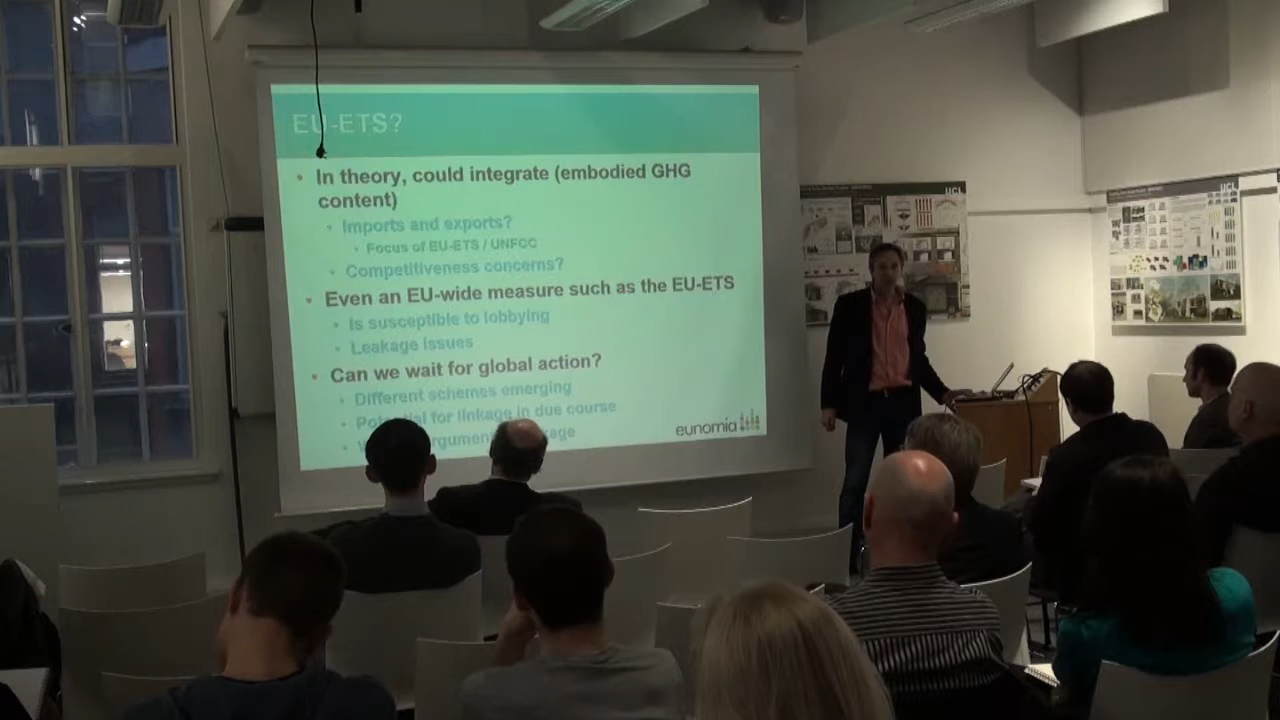 EU-ETS?
• In theory, could integrate (embodied GHG
content)
• Imports and exports?
• Focus of EU-ETS / UNFCC
• Competitiveness concerns?
• Even an EU-wide measure such as the EU-ETS
• Is susceptible to lobbying
• Leakage issues
• Can we wait for global action?
• Different schemes emerging
• Potential for linkage in due course
eunomia
UCL
UCL